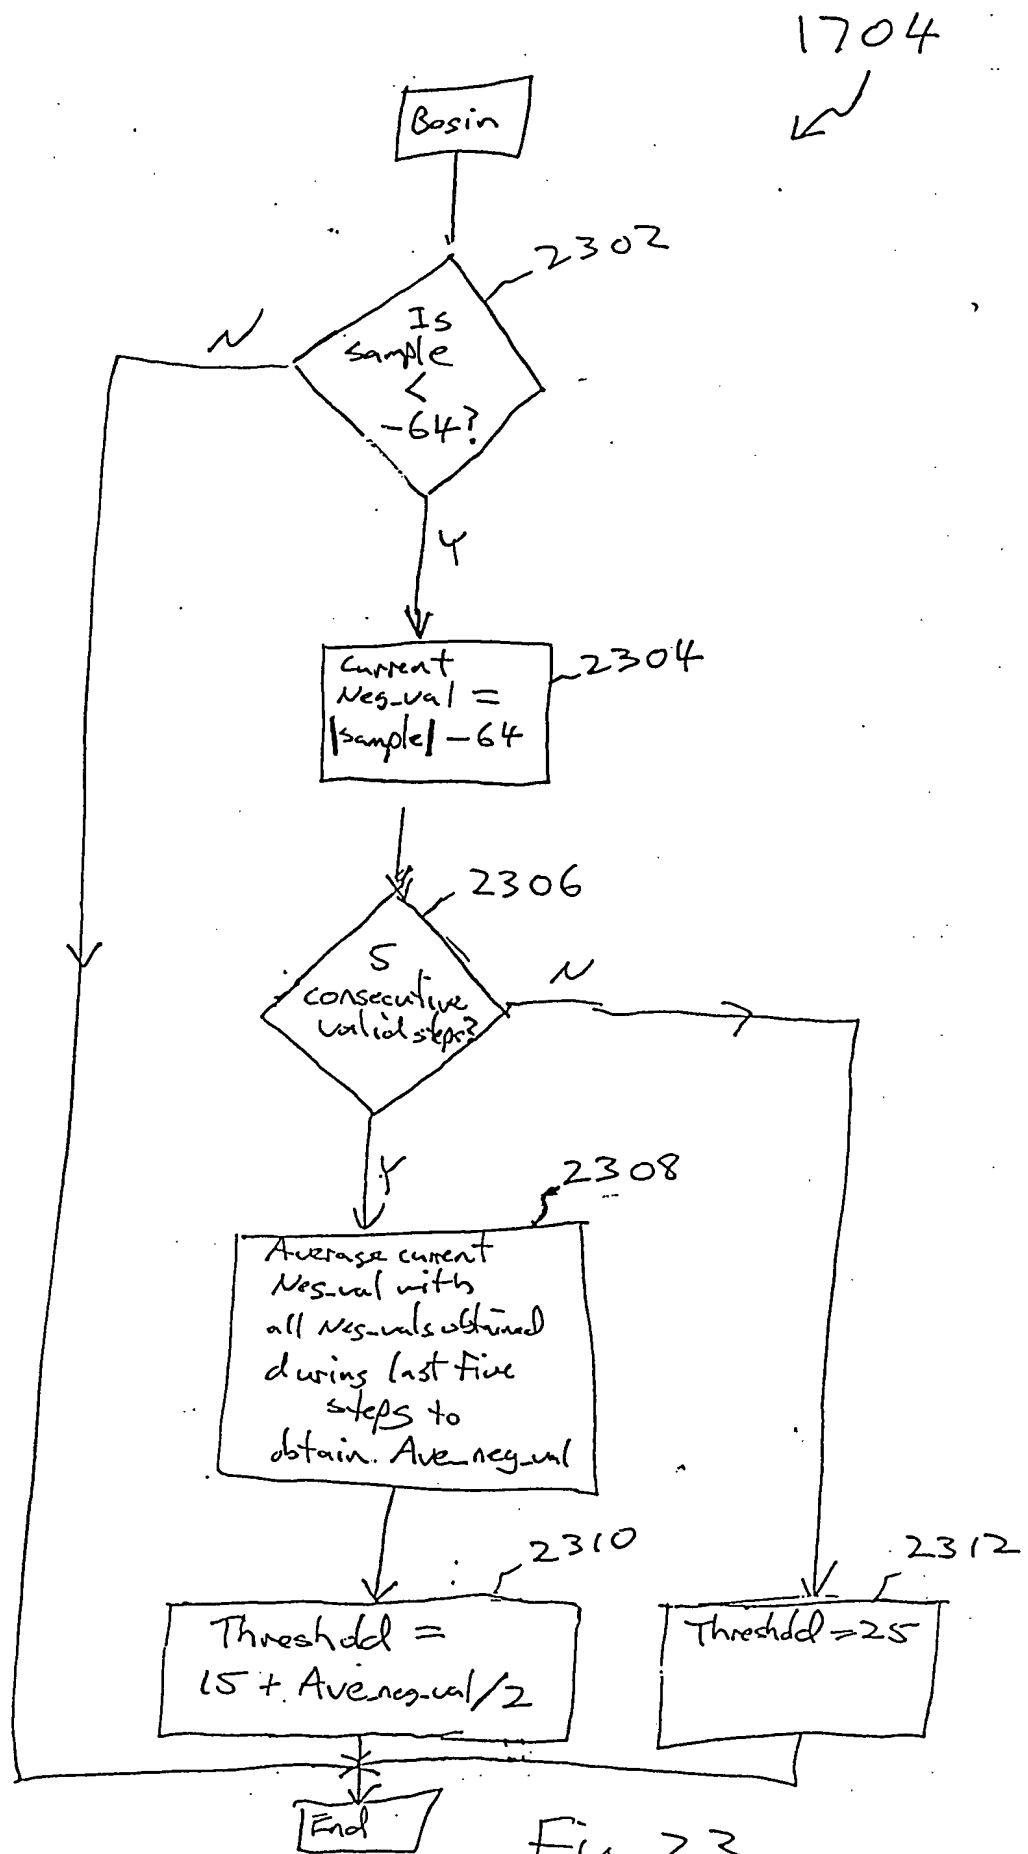 1704
Begin
2302
Is
sample
<
-64?
N
Y
2304
Current
Neg_val =
|sample| -64
2306
5
consecutive
valid steps?
N
Y
2308
Average current
Neg_val with
all Neg_vals obtained
during last five
steps to
obtain Ave_neg_val
2310
Threshold =
15 + Ave_neg_val/2
2312
Threshold = 25
End
Fig 23